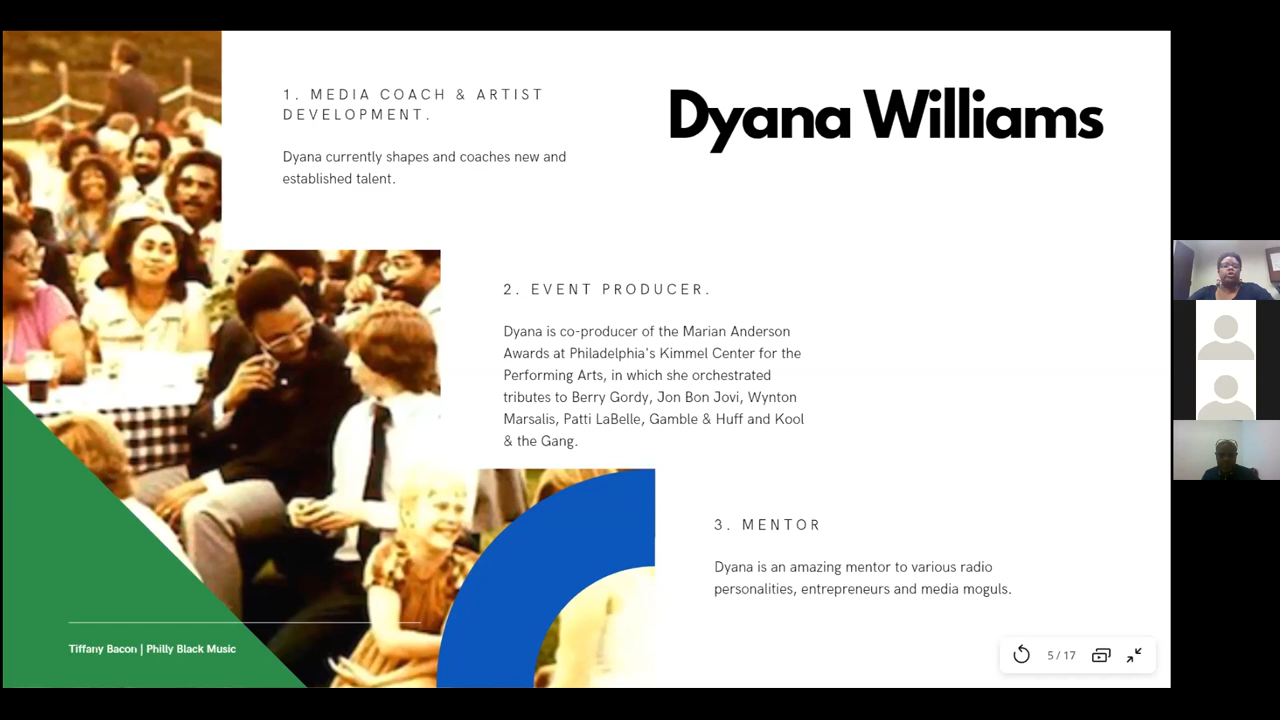 Dyana Williams
1. MEDIA COACH & ARTIST
DEVELOPMENT.
Dyana currently shapes and coaches new and
established talent.
2. EVENT PRODUCER.
Dyana is co-producer of the Marian Anderson
Awards at Philadelphia's Kimmel Center for the
Performing Arts, in which she orchestrated
tributes to Berry Gordy, Jon Bon Jovi, Wynton
Marsalis, Patti LaBelle, Gamble & Huff and Kool
& the Gang.
3. MENTOR
Dyana is an amazing mentor to various radio
personalities, entrepreneurs and media moguls.
Tiffany Bacon | Philly Black Music
5 / 17